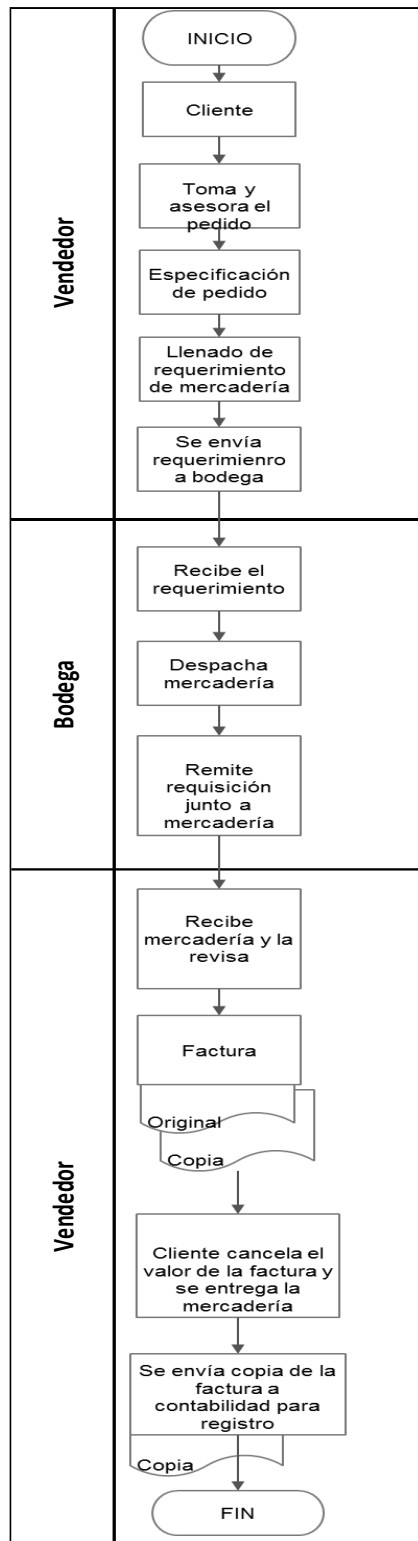 Vendedor
INICIO
Cliente
Toma y
asesora el
pedido
Especificación
de pedido
Llenado de
requerimiento
de mercadería
Se envía
requerimienro
a bodega
Bodega
Recibe el
requerimiento
Despacha
mercadería
Remite
requisición
junto a
mercadería
Vendedor
Recibe
mercadería y la
revisa
Factura
Original
Copia
Cliente cancela el
valor de la factura y
se entrega la
mercadería
Se envía copia de la
factura a
contabilidad para
registro
Copia
FIN